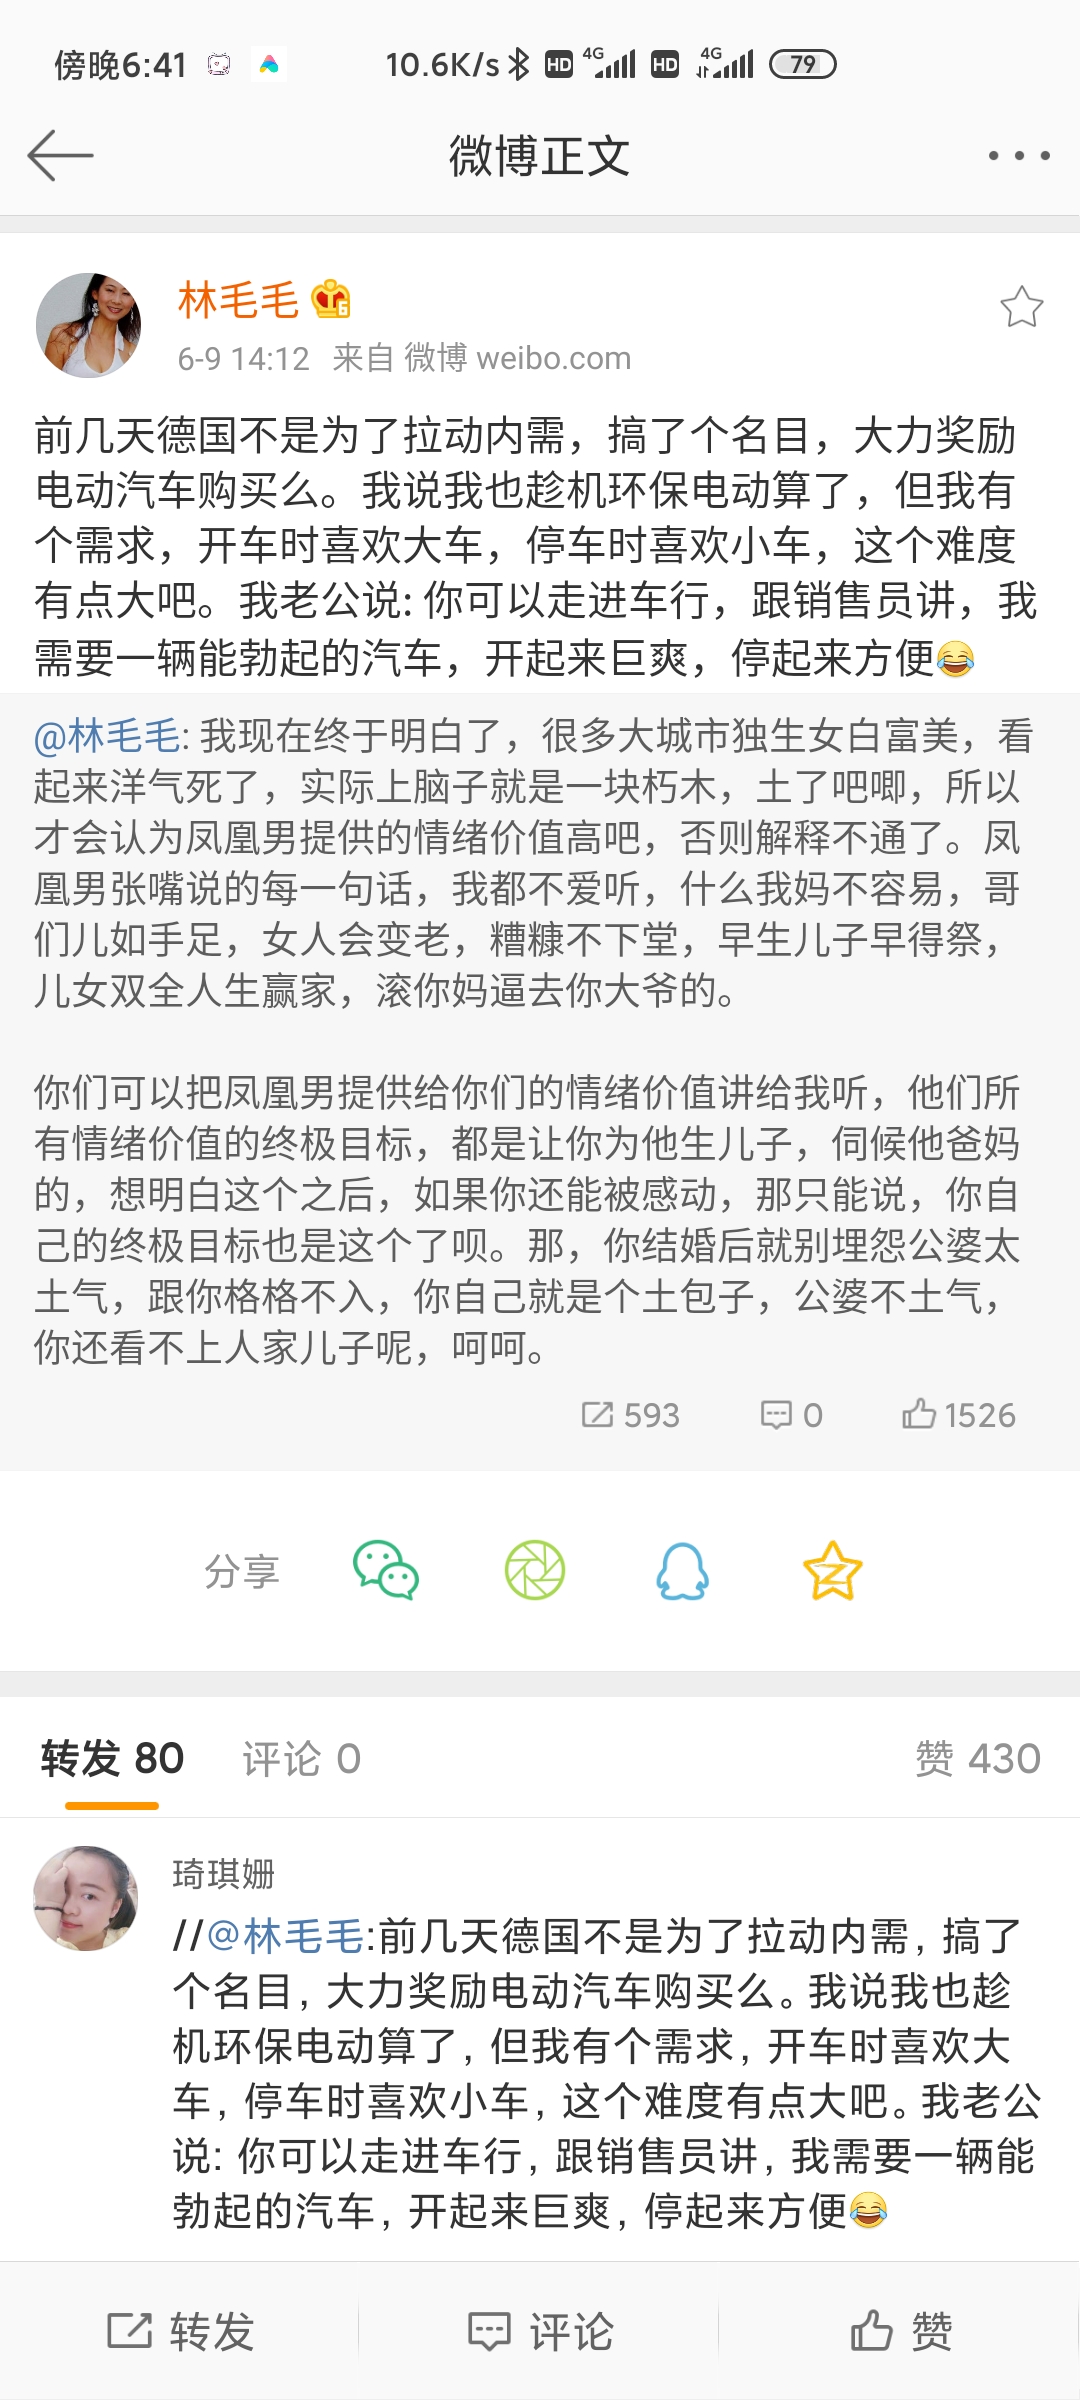 傍晚6:41 10.6K/s HD 4G HD 4G 79
微博正文
林毛毛 6
6-9 14:12 来自 微博 weibo.com
前几天德国不是为了拉动内需，搞了个名目，大力奖励
电动汽车购买么。我说我也趁机环保电动算了，但我有
个需求，开车时喜欢大车，停车时喜欢小车，这个难度
有点大吧。我老公说: 你可以走进车行，跟销售员讲，我
需要一辆能勃起的汽车，开起来巨爽，停起来方便😂
@林毛毛: 我现在终于明白了，很多大城市独生女白富美，看
起来洋气死了，实际上脑子就是一块朽木，土了吧唧，所以
才会认为凤凰男提供的情绪价值高吧，否则解释不通了。凤
凰男张嘴说的每一句话，我都不爱听，什么我妈不容易，哥
们儿如手足，女人会变老，糟糠不下堂，早生儿子早得祭，
儿女双全人生赢家，滚你妈逼去你大爷的。
你们可以把凤凰男提供给你们的情绪价值讲给我听，他们所
有情绪价值的终极目标，都是让你为他生儿子，伺候他爸妈
的，想明白这个之后，如果你还能被感动，那只能说，你自
己的终极目标也是这个了呗。那，你结婚后就别埋怨公婆太
土气，跟你格格不入，你自己就是个土包子，公婆不土气，
你还看不上人家儿子呢，呵呵。
593 0 1526
分享
转发 80 评论 0 赞 430
琦琪姗
//@林毛毛:前几天德国不是为了拉动内需, 搞了
个名目, 大力奖励电动汽车购买么。我说我也趁
机环保电动算了, 但我有个需求, 开车时喜欢大
车, 停车时喜欢小车, 这个难度有点大吧。我老公
说: 你可以走进车行, 跟销售员讲, 我需要一辆能
勃起的汽车, 开起来巨爽, 停起来方便😂
转发 评论 赞